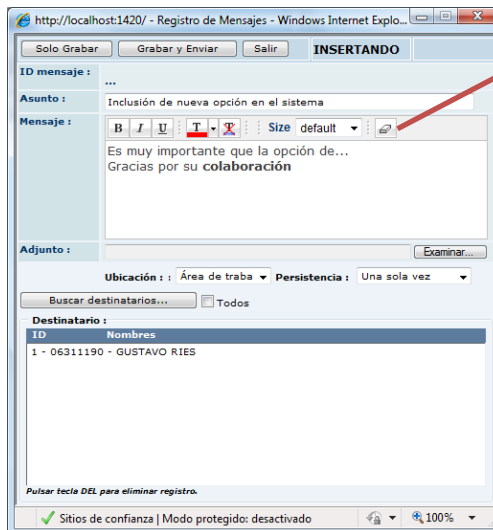 http://localhost:1420/ - Registro de Mensajes - Windows Internet Explo...
Solo Grabar Grabar y Enviar Salir INSERTANDO
ID mensaje : ...
Asunto : Inclusión de nueva opción en el sistema
Mensaje : B I U T T Size default
Es muy importante que la opción de...
Gracias por su colaboración
Adjunto : Examinar...
Ubicación : : Área de traba Persistencia : Una sola vez
Buscar destinatarios... Todos
Destinatario :
ID Nombres
1 - 06311190 - GUSTAVO RIES
Pulsar tecla DEL para eliminar registro.
Sitios de confianza | Modo protegido: desactivado 100%